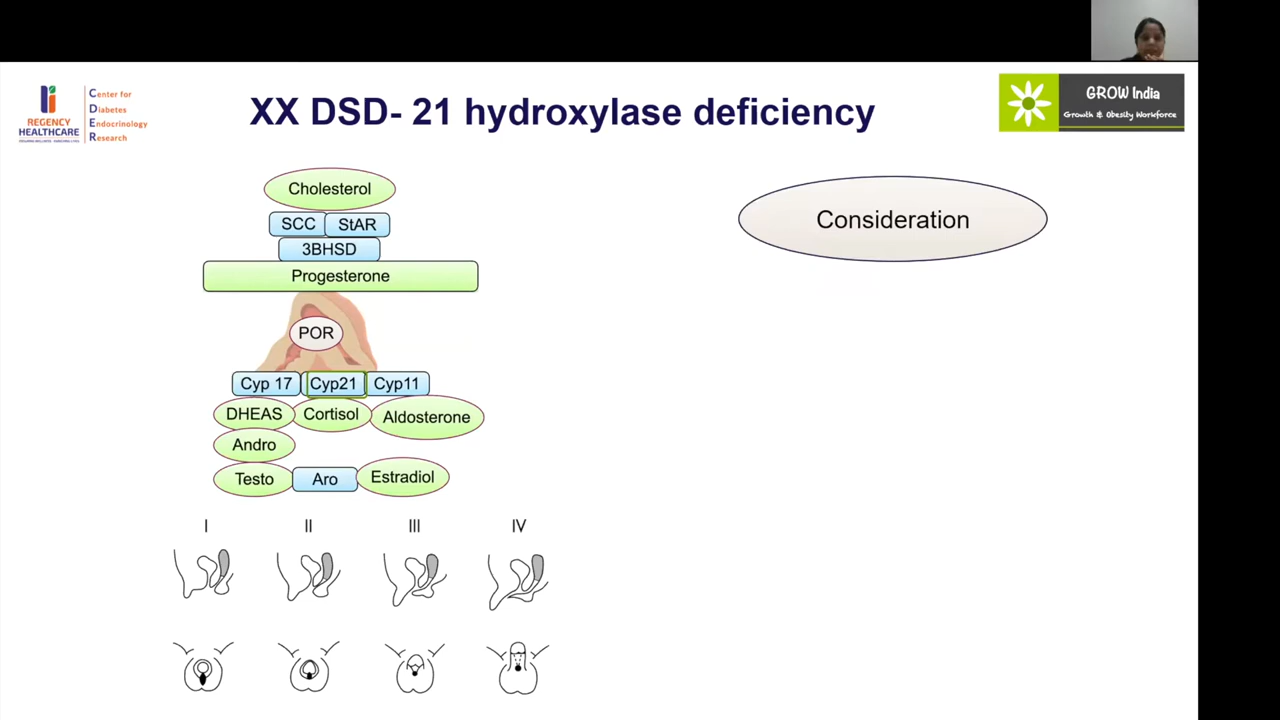 REGENCY
HEALTHCARE
Center for
Diabetes
Endocrinology
Research
XX DSD- 21 hydroxylase deficiency
GROW India
Growth & Obesity Workforce
Cholesterol
SCC StAR
3BHSD
Progesterone
POR
Cyp 17 Cyp21 Cyp11
DHEAS Cortisol Aldosterone
Andro
Testo Aro Estradiol
I II III IV
Consideration